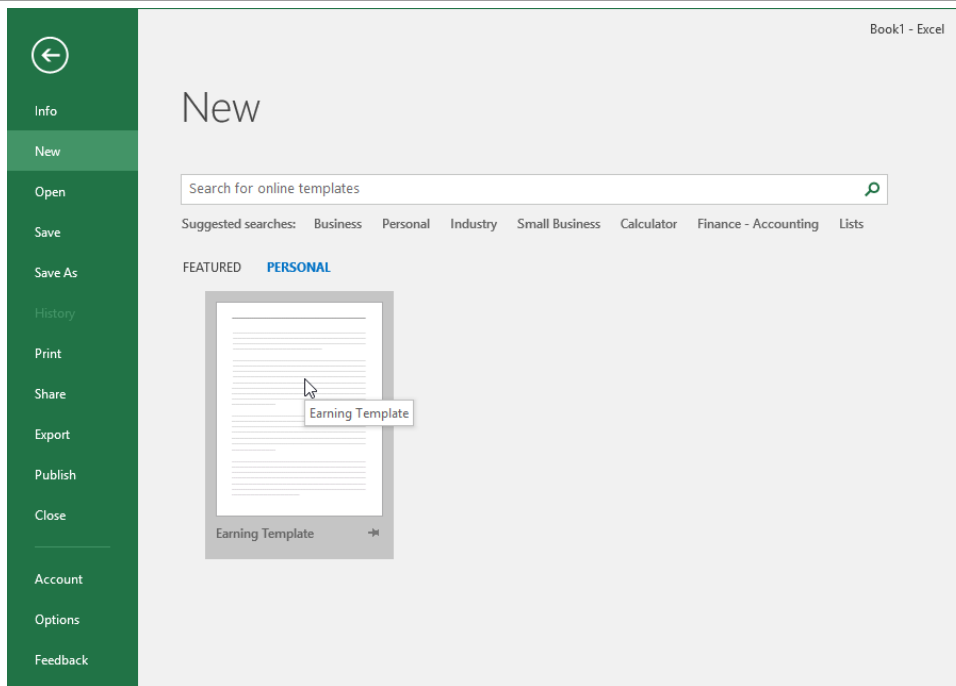 Book1 - Excel
Info
New
Open
Save
Save As
History
Print
Share
Export
Publish
Close
Account
Options
Feedback
New
Search for online templates
Suggested searches: Business Personal Industry Small Business Calculator Finance - Accounting Lists
FEATURED PERSONAL
Earning Template
Earning Template